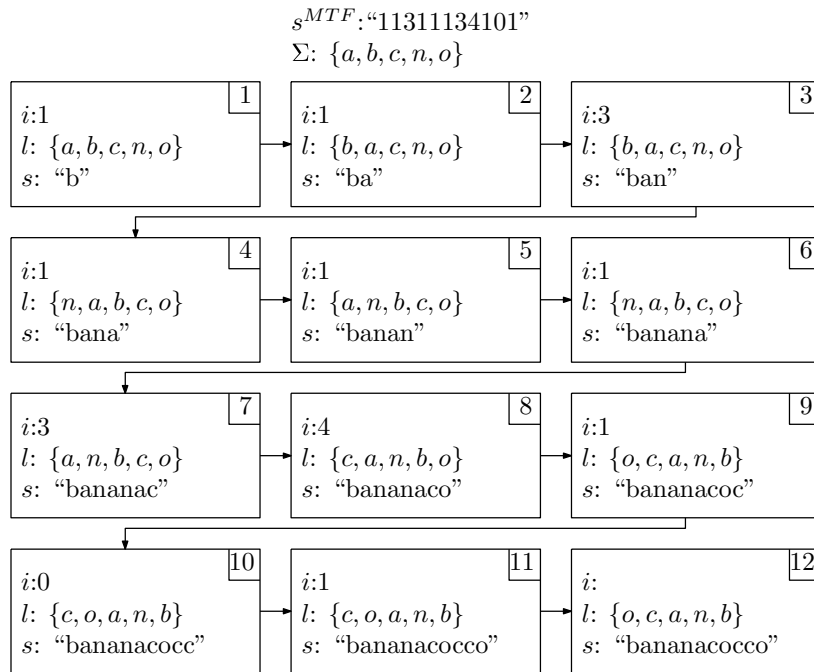 s^{MTF}:“11311134101”
Σ: {a, b, c, n, o}
1
i:1
l: {a, b, c, n, o}
s: “b”
2
i:1
l: {b, a, c, n, o}
s: “ba”
3
i:3
l: {b, a, c, n, o}
s: “ban”
4
i:1
l: {n, a, b, c, o}
s: “bana”
5
i:1
l: {a, n, b, c, o}
s: “banan”
6
i:1
l: {n, a, b, c, o}
s: “banana”
7
i:3
l: {a, n, b, c, o}
s: “bananac”
8
i:4
l: {c, a, n, b, o}
s: “bananaco”
9
i:1
l: {o, c, a, n, b}
s: “bananacoc”
10
i:0
l: {c, o, a, n, b}
s: “bananacocc”
11
i:1
l: {c, o, a, n, b}
s: “bananacocco”
12
i:
l: {o, c, a, n, b}
s: “bananacocco”